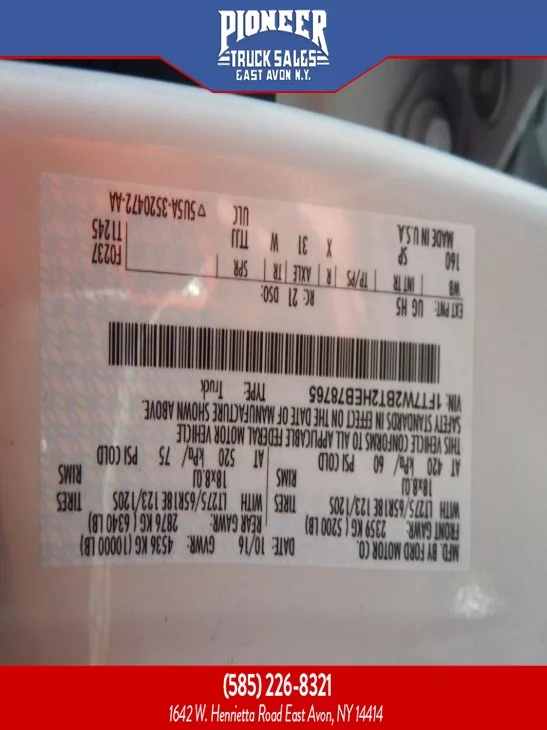 PIONEER
TRUCK SALES
EAST AVON N.Y.
MFD. BY FORD MOTOR CO.
DATE: 10/16 GVWR: 4536 KG (10000 LB)
FRONT GAWR: 2359 KG (5200 LB) REAR GAWR: 2876 KG (6340 LB)
WITH LT275/65R18E 123/120S TIRES WITH LT275/65R18E 123/120S TIRES
18x8.0J RIMS 18x8.0J RIMS
AT 420 kPa/ 60 PSI COLD AT 520 kPa/ 75 PSI COLD
THIS VEHICLE CONFORMS TO ALL APPLICABLE FEDERAL MOTOR VEHICLE
SAFETY STANDARDS IN EFFECT ON THE DATE OF MANUFACTURE SHOWN ABOVE.
VIN: 1FT7W2BT2HEB78765
TYPE: Truck
EXT PNT: UG H5 RC: 21 DSO: F0237
WB INT TR TP/PS R AXLE TR SPR T1245
160 SP X 31 W TTJJ
MADE IN U.S.A. ULC ▽5U5A-3520472-AA
(585) 226-8321
1642 W. Henrietta Road East Avon, NY 14414